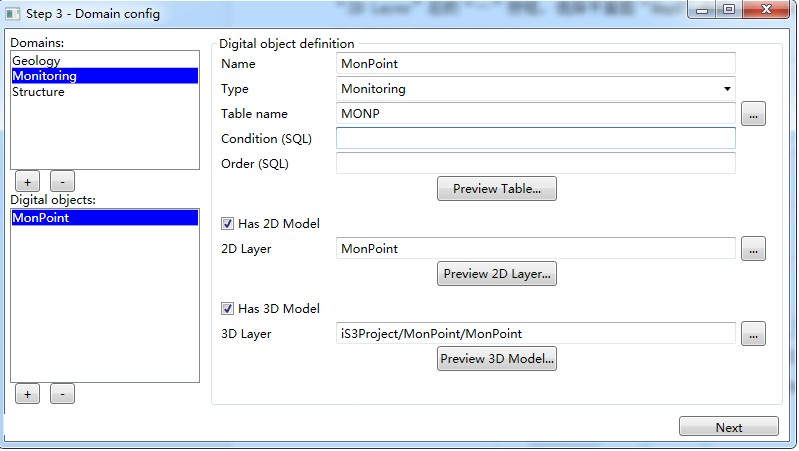 Step 3 - Domain config
Domains:
Geology
Monitoring
Structure
+ -
Digital objects:
MonPoint
+ -
Digital object definition
Name MonPoint
Type Monitoring
Table name MONP ...
Condition (SQL)
Order (SQL)
Preview Table...
Has 2D Model
2D Layer MonPoint ...
Preview 2D Layer...
Has 3D Model
3D Layer iS3Project/MonPoint/MonPoint ...
Preview 3D Model...
Next